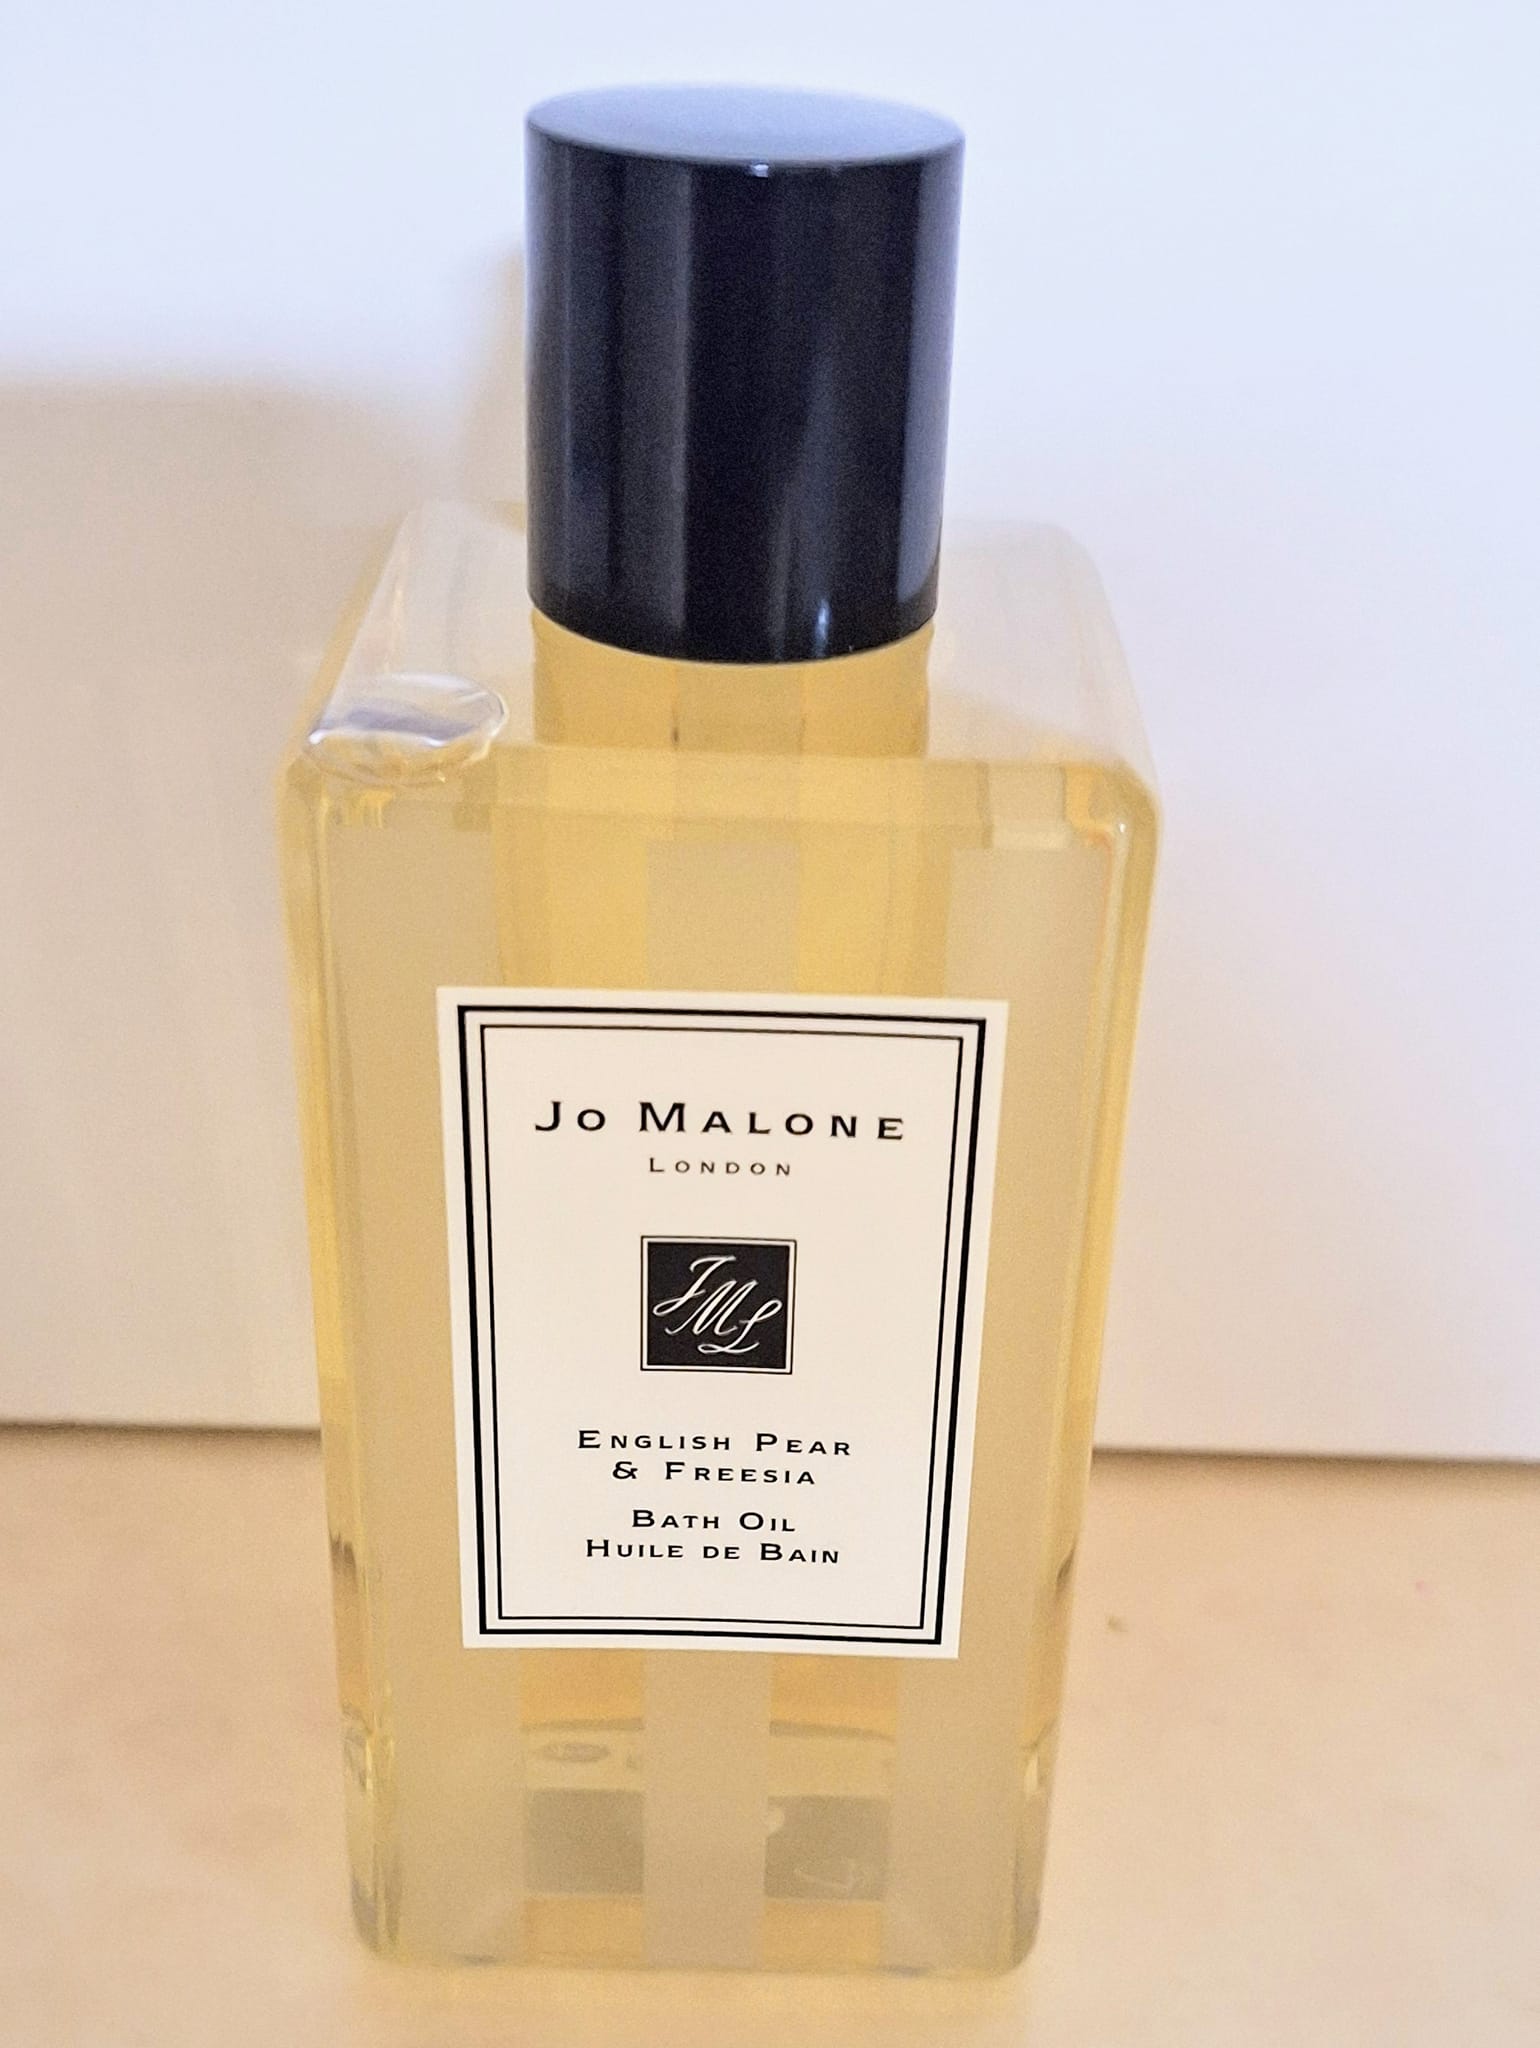 Jo Malone
London
JML
English Pear
& Freesia
Bath Oil
Huile de Bain